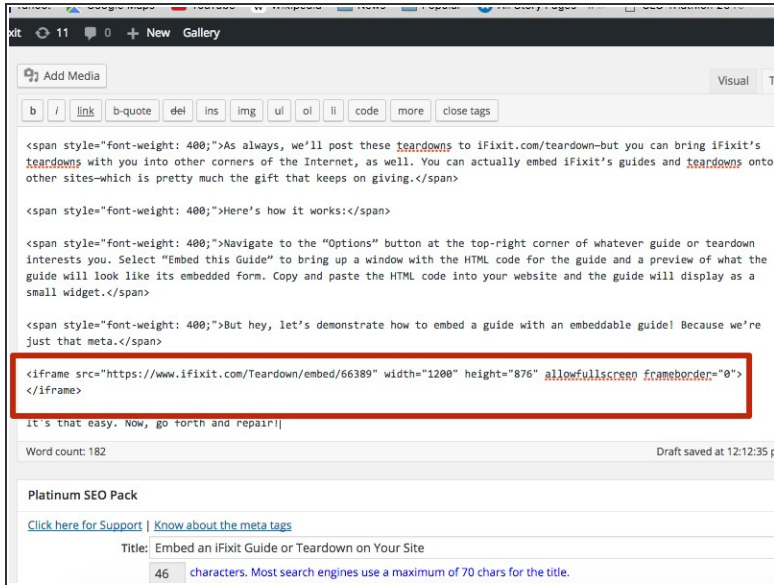 Google Maps YouTube Wikipedia News Popular All Story Pages
xit 11 0 + New Gallery
Add Media
Visual
b i link b-quote del ins img ul ol li code more close tags
<span style="font-weight: 400;">As always, we'll post these teardowns to iFixit.com/teardown—but you can bring iFixit's
teardowns with you into other corners of the Internet, as well. You can actually embed iFixit's guides and teardowns onto
other sites—which is pretty much the gift that keeps on giving.</span>
<span style="font-weight: 400;">Here's how it works:</span>
<span style="font-weight: 400;">Navigate to the “Options” button at the top-right corner of whatever guide or teardown
interests you. Select “Embed this Guide” to bring up a window with the HTML code for the guide and a preview of what the
guide will look like its embedded form. Copy and paste the HTML code into your website and the guide will display as a
small widget.</span>
<span style="font-weight: 400;">But hey, let's demonstrate how to embed a guide with an embeddable guide! Because we're
just that meta.</span>
<iframe src="https://www.ifixit.com/Teardown/embed/66389" width="1200" height="876" allowfullscreen frameborder="0">
</iframe>
It's that easy. Now, go forth and repair!
Word count: 182 Draft saved at 12:12:35 p
Platinum SEO Pack
Click here for Support | Know about the meta tags
Title: Embed an iFixit Guide or Teardown on Your Site
46 characters. Most search engines use a maximum of 70 chars for the title.